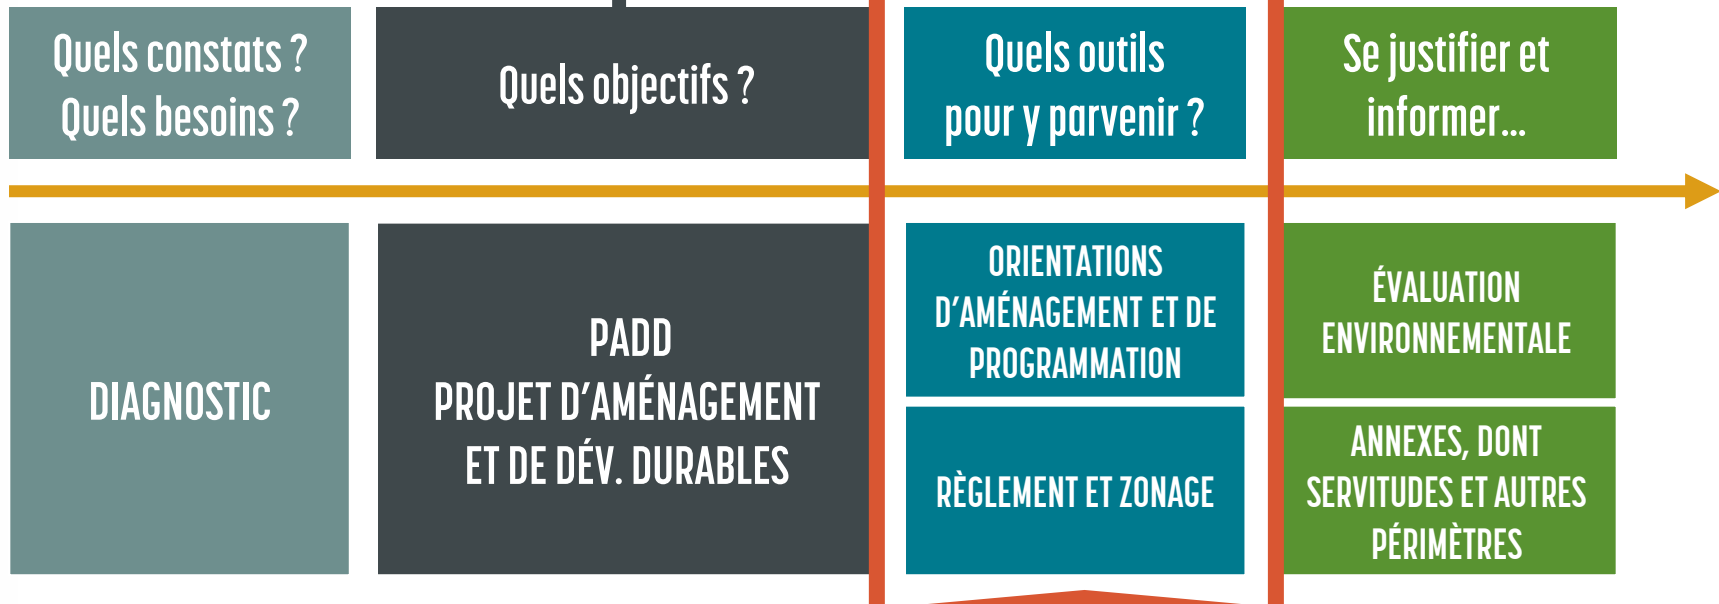 Quels constats ?
Quels besoins ?
Quels objectifs ?
Quels outils
pour y parvenir ?
Se justifier et
informer...
DIAGNOSTIC
PADD
PROJET D'AMÉNAGEMENT
ET DE DÉV. DURABLES
ORIENTATIONS
D'AMÉNAGEMENT ET DE
PROGRAMMATION
RÈGLEMENT ET ZONAGE
ÉVALUATION
ENVIRONNEMENTALE
ANNEXES, DONT
SERVITUDES ET AUTRES
PÉRIMÈTRES